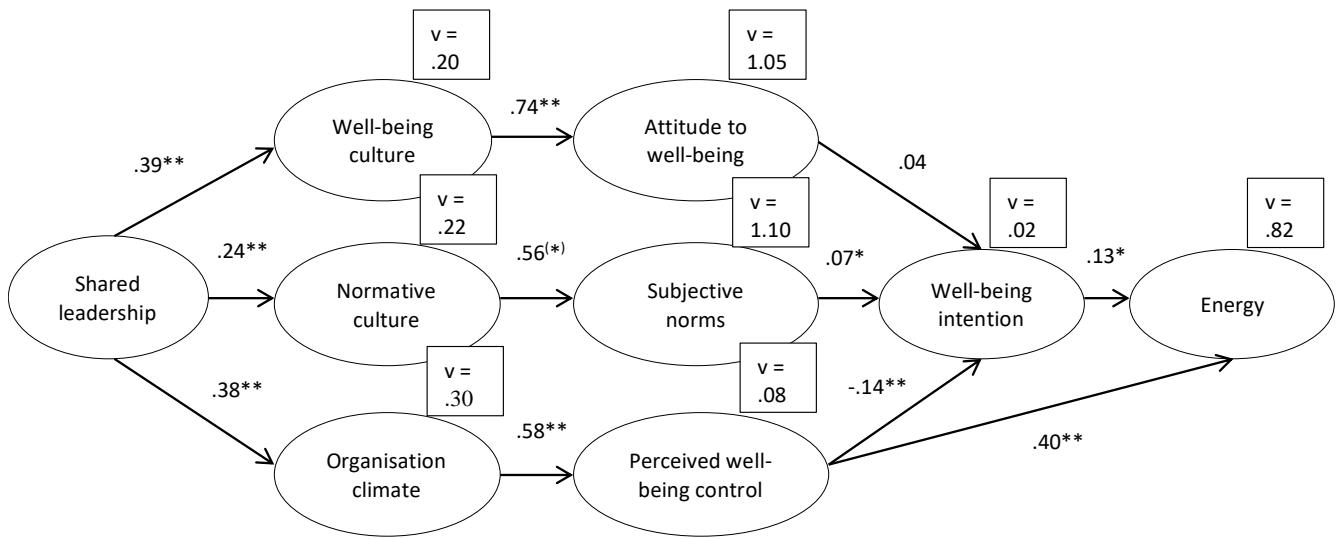 v =
.20
v =
1.05
Well-being
culture
.74**
Attitude to
well-being
.39**
.04
v =
.22
v =
1.10
v =
.02
v =
.82
Shared
leadership
.24**
Normative
culture
.56(*)
Subjective
norms
.07*
Well-being
intention
.13*
Energy
v =
.30
v =
.08
.38**
-.14**
.58**
.40**
Organisation
climate
Perceived well-
being control